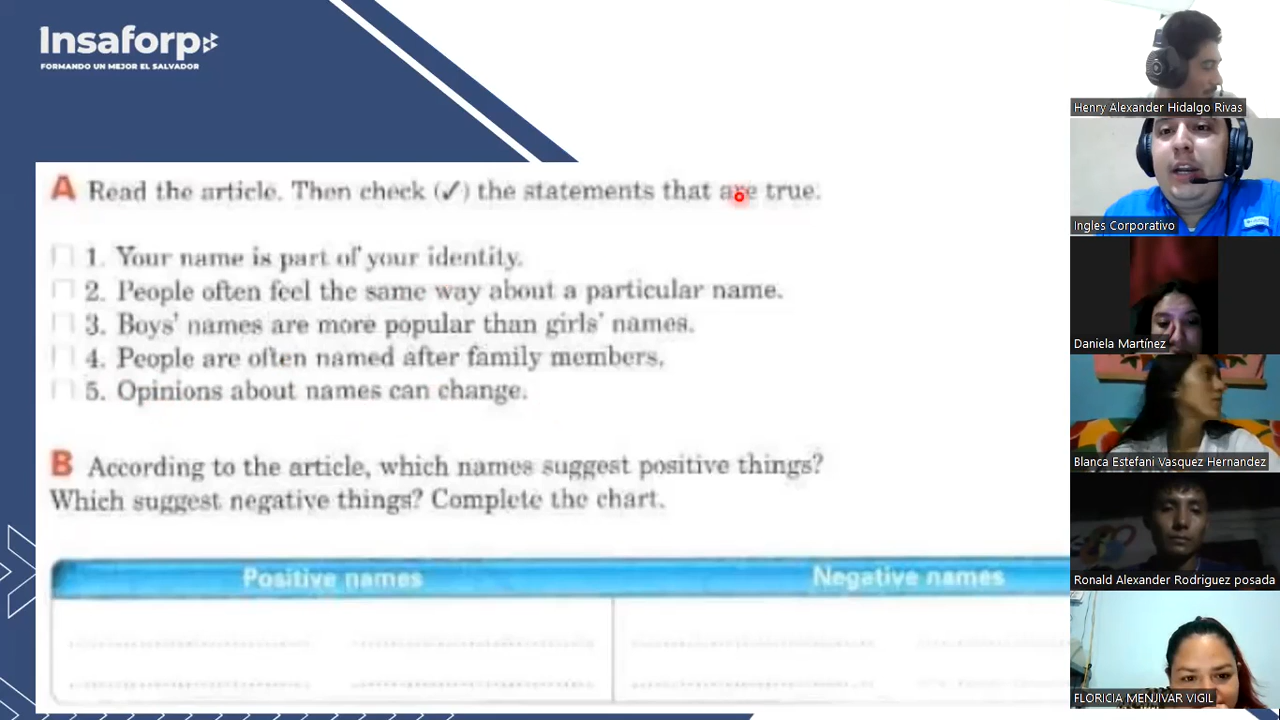 Insaforp
FORMANDO UN MEJOR EL SALVADOR
A Read the article. Then check (✓) the statements that are true.
1. Your name is part of your identity.
2. People often feel the same way about a particular name.
3. Boys' names are more popular than girls' names.
4. People are often named after family members.
5. Opinions about names can change.
B According to the article, which names suggest positive things?
Which suggest negative things? Complete the chart.
Positive names
Negative names
Henry Alexander Hidalgo Rivas
Ingles Corporativo
Daniela Martínez
Blanca Estefani Vasquez Hernandez
Ronald Alexander Rodriguez posada
FLORICIA MENJIVAR VIGIL